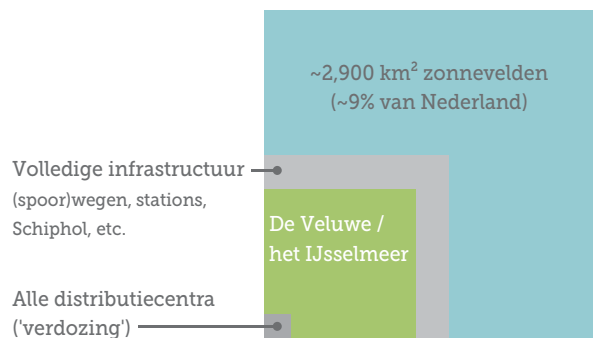 ~2,900 km² zonnevelden
(~9% van Nederland)
Volledige infrastructuur
(spoor)wegen, stations,
Schiphol, etc.
De Veluwe /
het IJsselmeer
Alle distributiecentra
('verdozing')